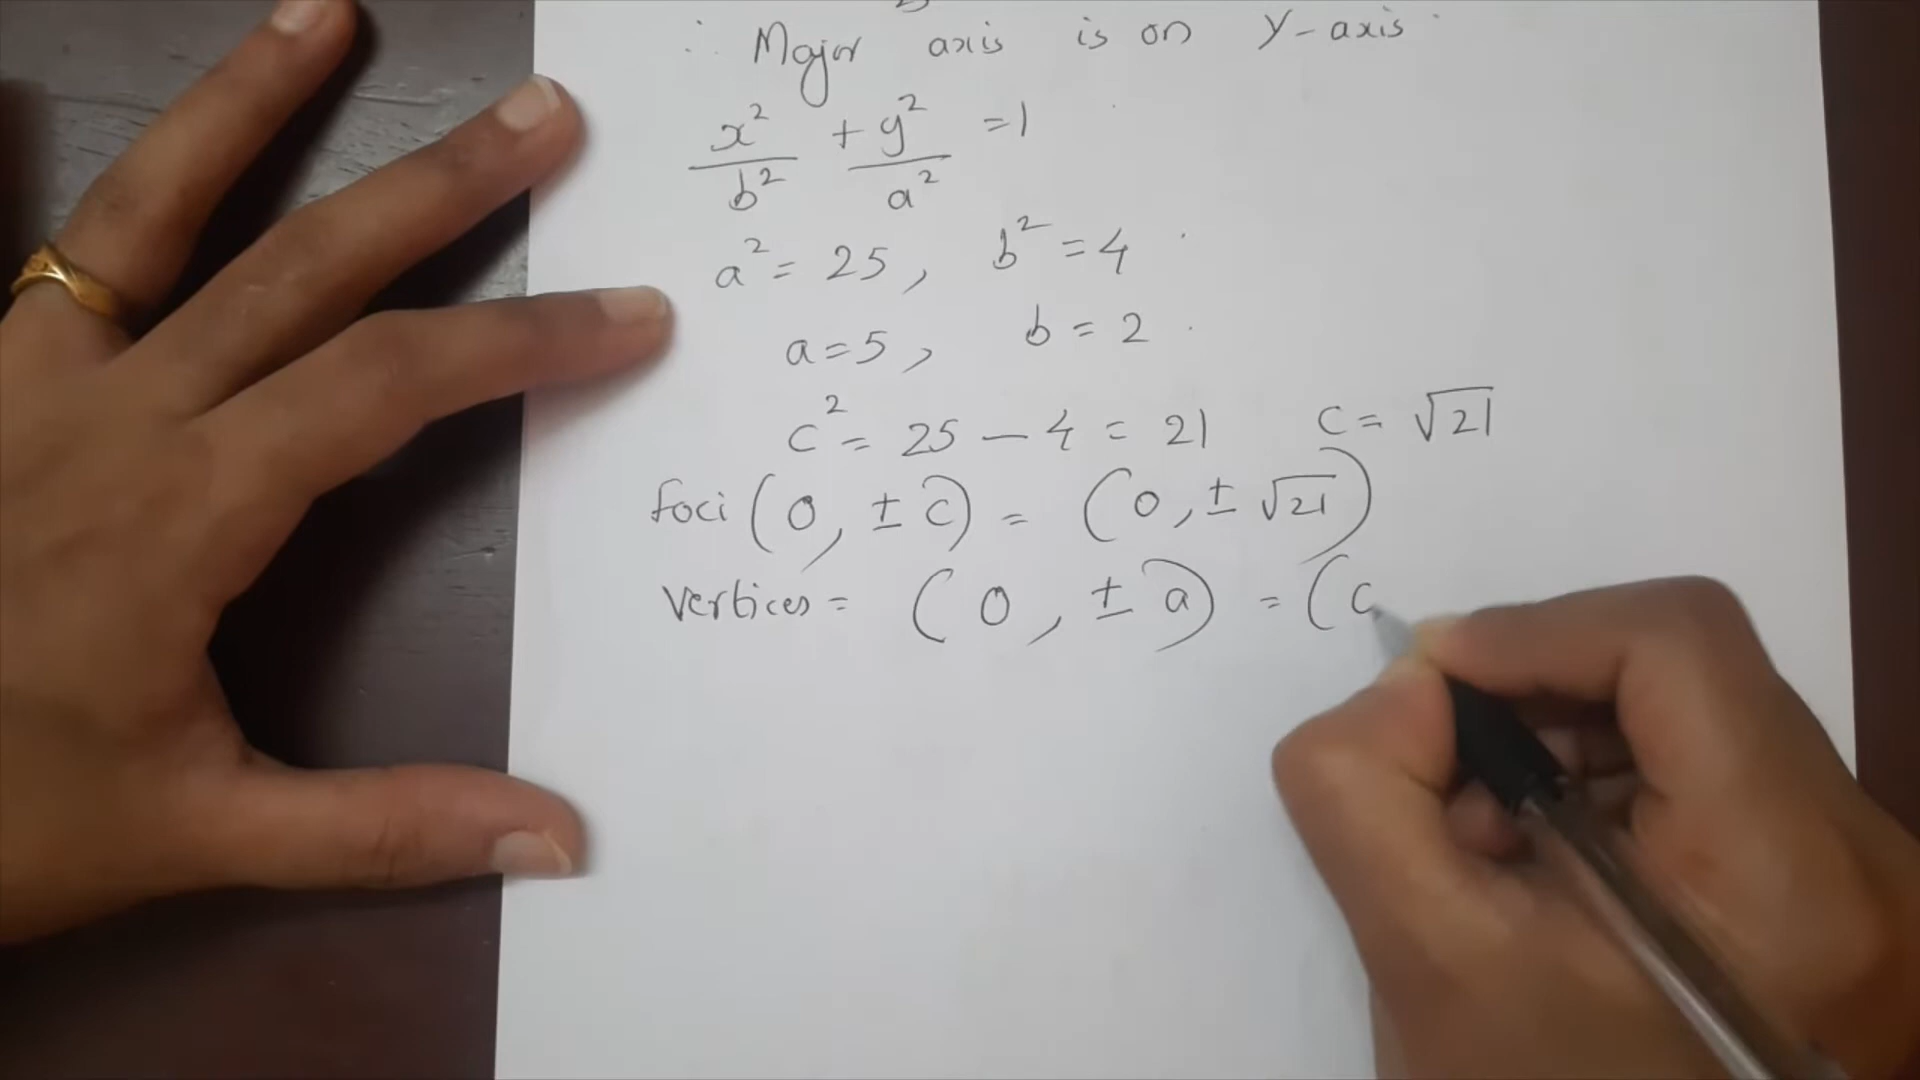 ∴ Major axis is on Y-axis.
x²/b² + y²/a² = 1
a² = 25, b² = 4
a = 5, b = 2
c² = 25 - 4 = 21 c = √21
foci (0, ± c) = (0, ± √21)
vertices = (0, ± a) = (